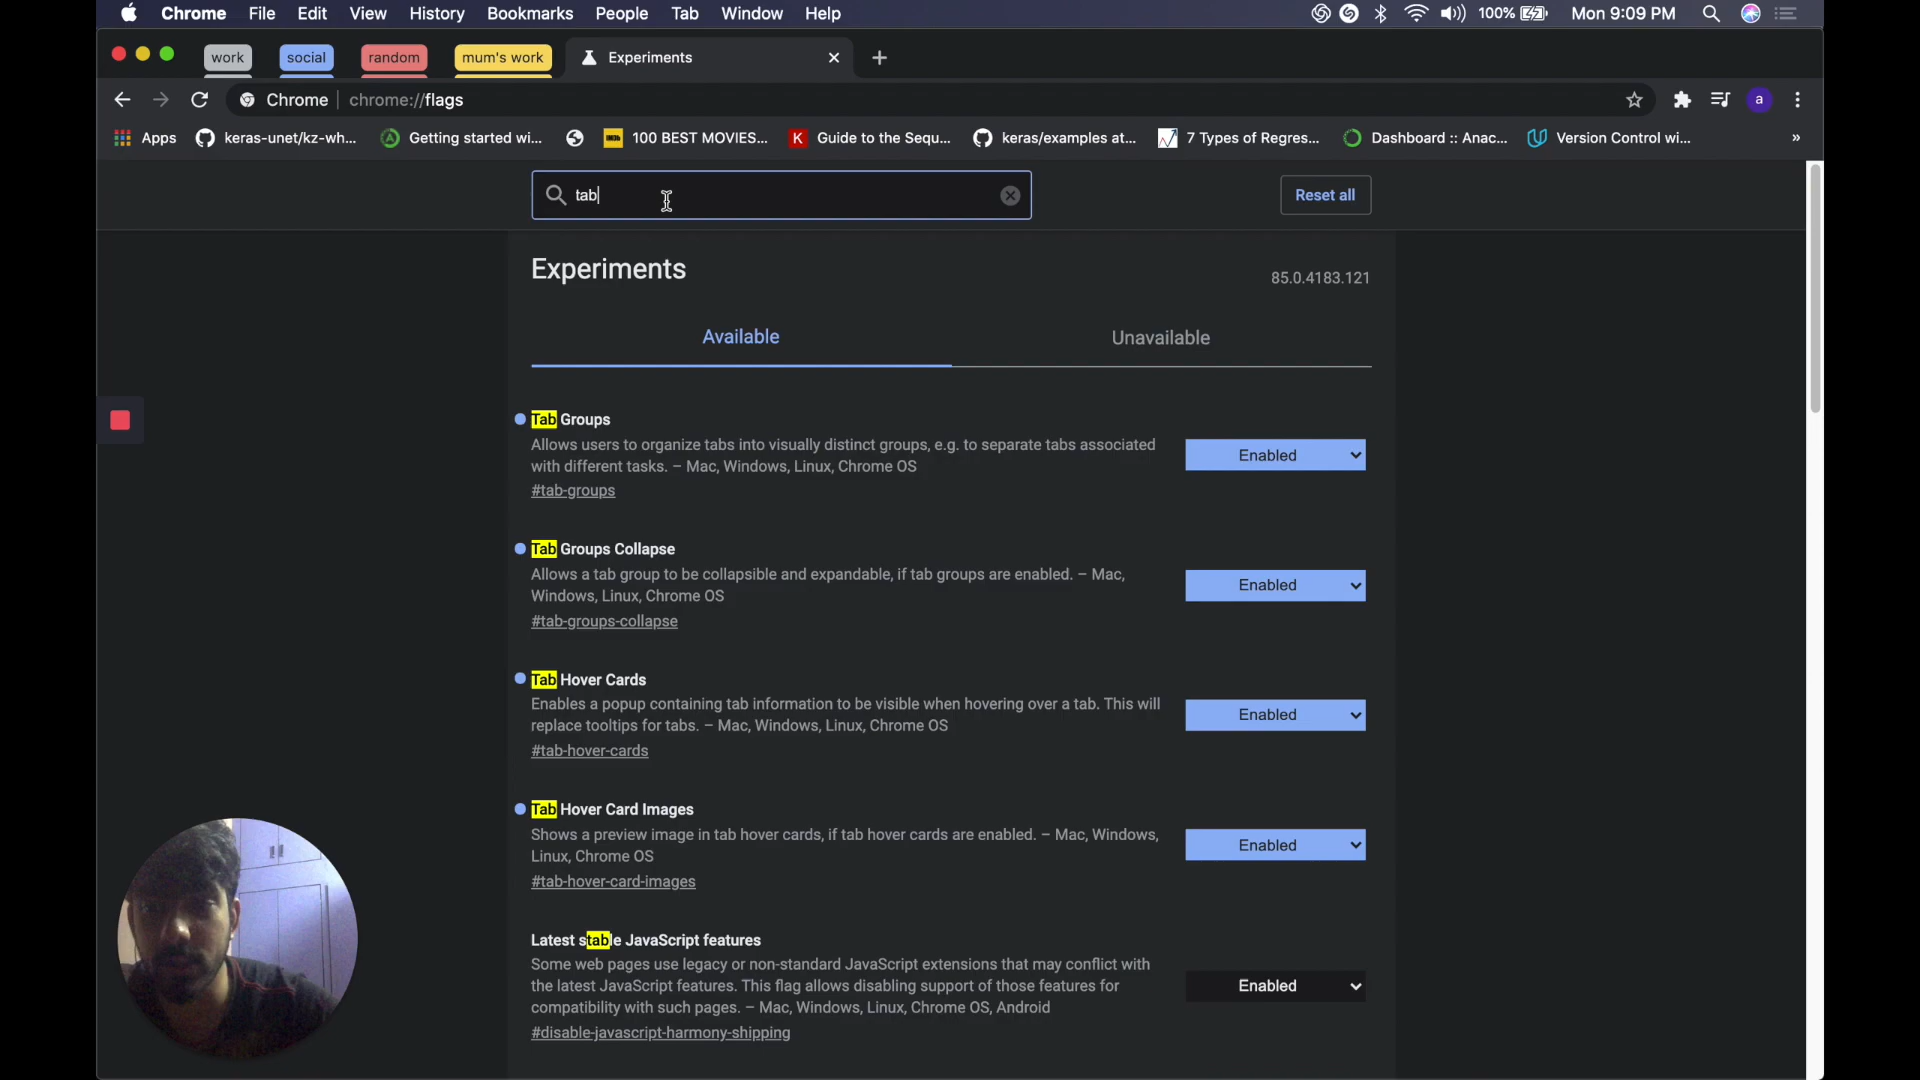 Chrome File Edit View History Bookmarks People Tab Window Help 100% Mon 9:09 PM
work social random mum's work Experiments
Chrome chrome://flags a
Apps keras-unet/kz-wh... Getting started wi... 100 BEST MOVIES... K Guide to the Sequ... keras/examples at... 7 Types of Regres... Dashboard :: Anac... Version Control wi... »
tab Reset all
Experiments 85.0.4183.121
Available Unavailable
Tab Groups
Allows users to organize tabs into visually distinct groups, e.g. to separate tabs associated
with different tasks. – Mac, Windows, Linux, Chrome OS
#tab-groups
Enabled
Tab Groups Collapse
Allows a tab group to be collapsible and expandable, if tab groups are enabled. – Mac,
Windows, Linux, Chrome OS
#tab-groups-collapse
Enabled
Tab Hover Cards
Enables a popup containing tab information to be visible when hovering over a tab. This will
replace tooltips for tabs. – Mac, Windows, Linux, Chrome OS
#tab-hover-cards
Enabled
Tab Hover Card Images
Shows a preview image in tab hover cards, if tab hover cards are enabled. – Mac, Windows,
Linux, Chrome OS
#tab-hover-card-images
Enabled
Latest stable JavaScript features
Some web pages use legacy or non-standard JavaScript extensions that may conflict with
the latest JavaScript features. This flag allows disabling support of those features for
compatibility with such pages. – Mac, Windows, Linux, Chrome OS, Android
#disable-javascript-harmony-shipping
Enabled